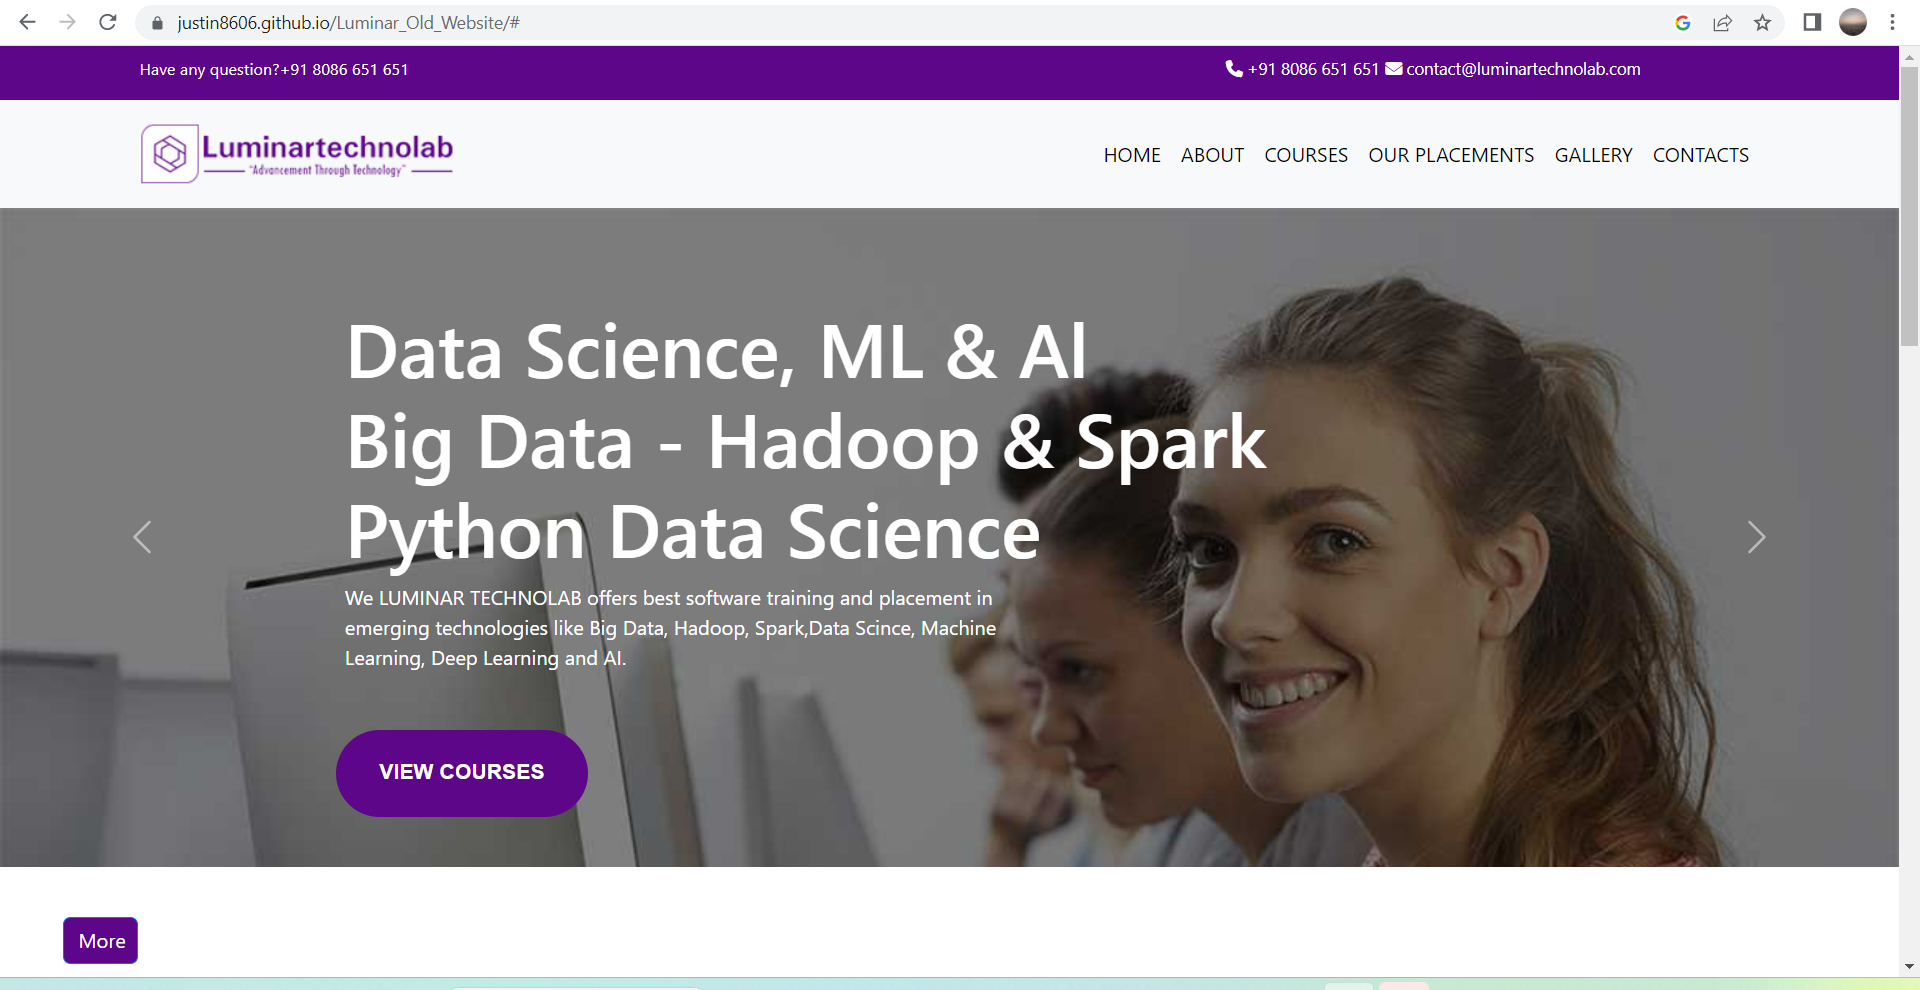 justin8606.github.io/Luminar_Old_Website/#
Have any question?+91 8086 651 651
+91 8086 651 651 contact@luminartechnolab.com
Luminartechnolab
"Advancement Through Technology"
HOME ABOUT COURSES OUR PLACEMENTS GALLERY CONTACTS
Data Science, ML & Al
Big Data - Hadoop & Spark
Python Data Science
We LUMINAR TECHNOLAB offers best software training and placement in
emerging technologies like Big Data, Hadoop, Spark,Data Scince, Machine
Learning, Deep Learning and AI.
VIEW COURSES
More